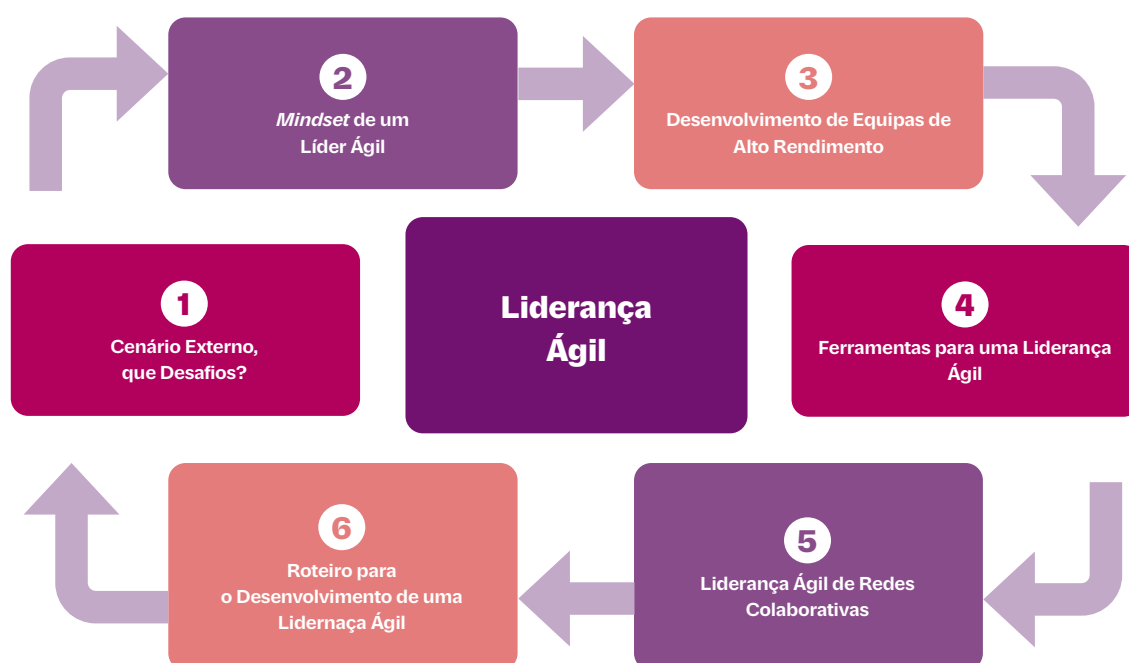 2
Mindset de um
Líder Ágil
3
Desenvolvimento de Equipas de
Alto Rendimento
1
Cenário Externo,
que Desafios?
Liderança
Ágil
4
Ferramentas para uma Liderança
Ágil
6
Roteiro para
o Desenvolvimento de uma
Lidernaça Ágil
5
Liderança Ágil de Redes
Colaborativas